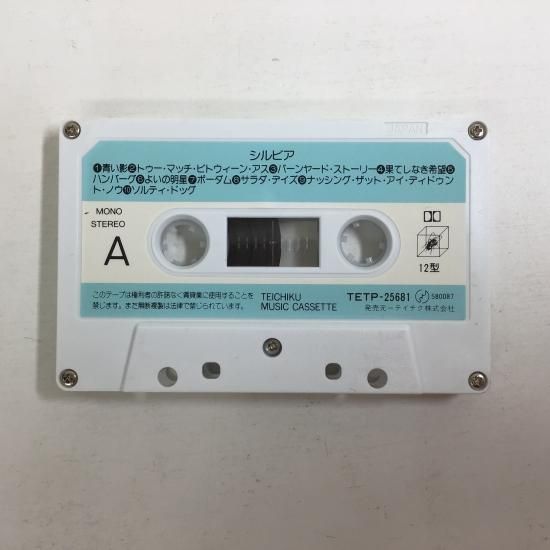 JAPAN
シルビア
❶青い影❷トゥー・マッチ・ビトウィーン・アス❸バーンヤード・ストーリー❹果てしなき希望❺
ハンバーグ❻よいの明星❼ボーダム❽サラダ・デイズ❾ナッシング・ザット・アイ・ディドゥン
ト・ノウ❿ソルティ・ドッグ
MONO
STEREO
A
12型
このテープは権利者の許諾なく賃貸業に使用することを
禁じます。また無断複製は法律で禁じられています。
TEICHIKU
MUSIC CASSETTE
TETP-25681 580087
発売元ーテイチク株式会社